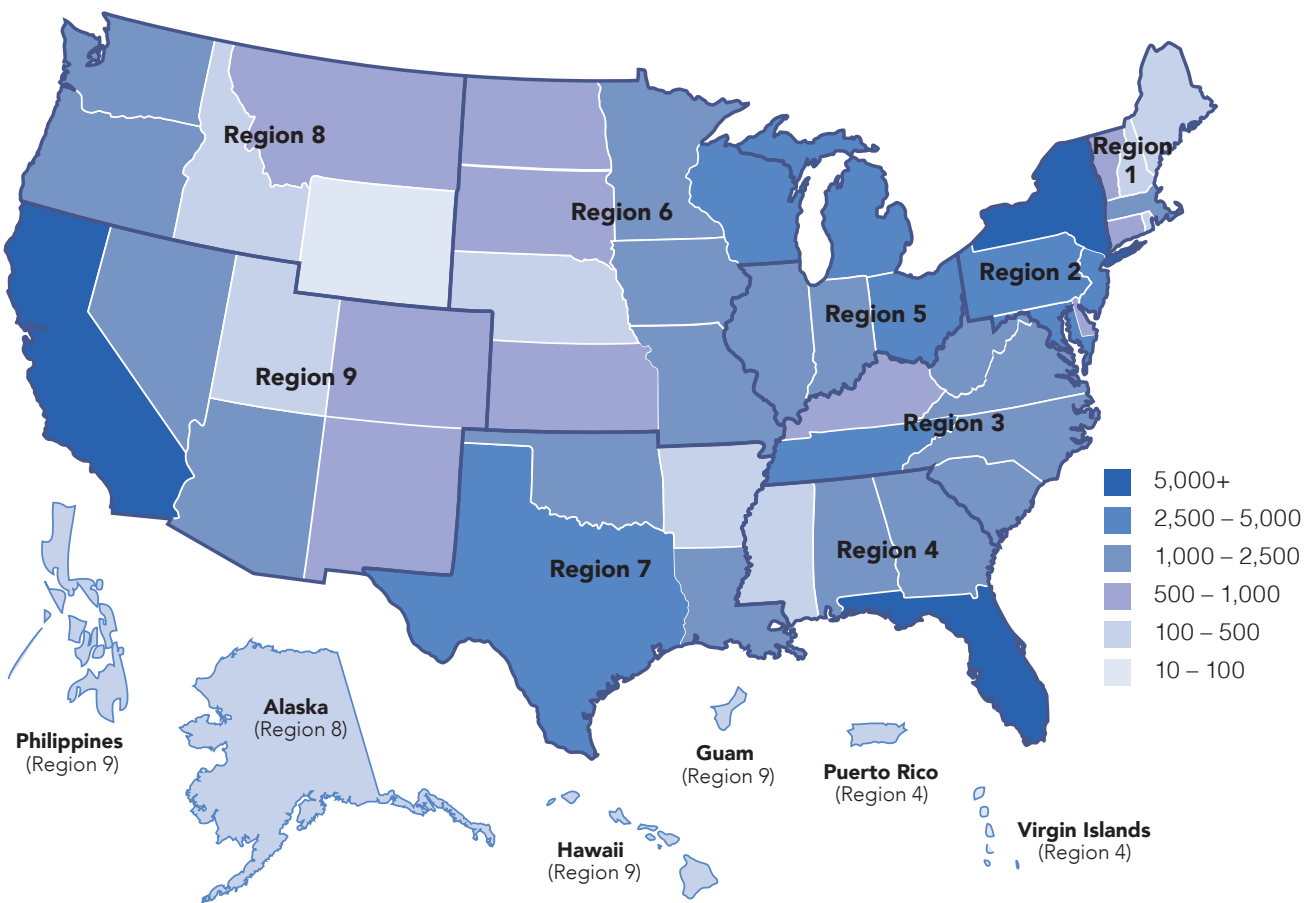 Region 8
Region
1
Region 6
Region 2
Region 5
Region 9
Region 3
Region 4
Region 7
5,000+
2,500 – 5,000
1,000 – 2,500
500 – 1,000
100 – 500
10 – 100
Philippines
(Region 9)
Alaska
(Region 8)
Hawaii
(Region 9)
Guam
(Region 9)
Puerto Rico
(Region 4)
Virgin Islands
(Region 4)